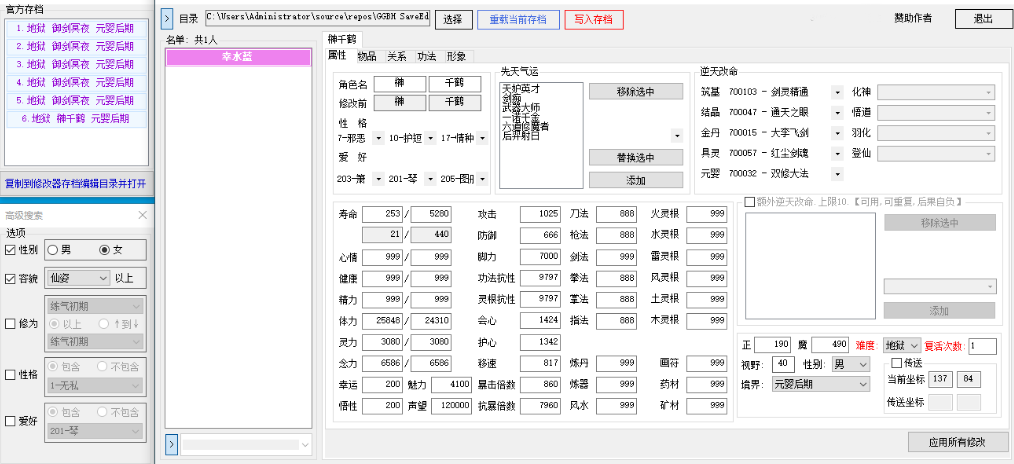 官方存档
1. 地狱 御剑冥夜 元婴后期
2. 地狱 御剑冥夜 元婴后期
3. 地狱 御剑冥夜 元婴后期
4. 地狱 御剑冥夜 元婴后期
5. 地狱 御剑冥夜 元婴后期
6. 地狱 榊千鹤 元婴后期
复制到修改器存档编辑目录并打开
高级搜索
选项
性别 男 女
容貌 仙姿 以上
练气初期
修为 以上 ↑到↓
练气初期
包含 不包含
性格
1-无私
包含 不包含
爱好
201-琴
> 目录 C:\Users\Administrator\source\repos\GGBH SaveEd 选择 重载当前存档 写入存档 赞助作者 退出
名单: 共1人
幸水蓝
>
榊千鹤
属性 物品 关系 功法 形象
角色名 榊 千鹤
修改前 榊 千鹤
性 格
7-邪恶 10-护短 17-情种
爱 好
203-箫 201-琴 205-图册
先天气运
天妒英才
剑痴
武器大师
一诺千金
六道修魔者
后羿射日
移除选中
替换选中
添加
逆天改命
筑基 700103 - 剑灵精通 化神
结晶 700047 - 通天之眼 悟道
金丹 700015 - 大李飞剑 羽化
具灵 700057 - 红尘剑魂 登仙
元婴 700032 - 双修大法
寿命 253 / 5280 攻击 1025 刀法 888 火灵根 999
21 / 440 防御 666 枪法 888 水灵根 999
心情 999 / 999 脚力 7000 剑法 888 雷灵根 999
健康 999 / 999 功法抗性 9797 拳法 888 风灵根 999
精力 999 / 999 灵根抗性 9797 掌法 888 土灵根 999
体力 25848 / 24310 会心 1424 指法 888 木灵根 999
灵力 3080 / 3080 护心 1342
念力 6586 / 6586 移速 817 炼丹 999 画符 999
幸运 200 魅力 4100 暴击倍数 860 炼器 999 药材 999
悟性 200 声望 120000 抗暴倍数 7960 风水 999 矿材 999
额外逆天改命.上限10.【可用,可重复,后果自负】
移除选中
添加
正 190 魔 490 难度: 地狱 复活次数: 1
视野: 40 性别: 男 传送
境界: 元婴后期 当前坐标 137 84
传送坐标
应用所有修改